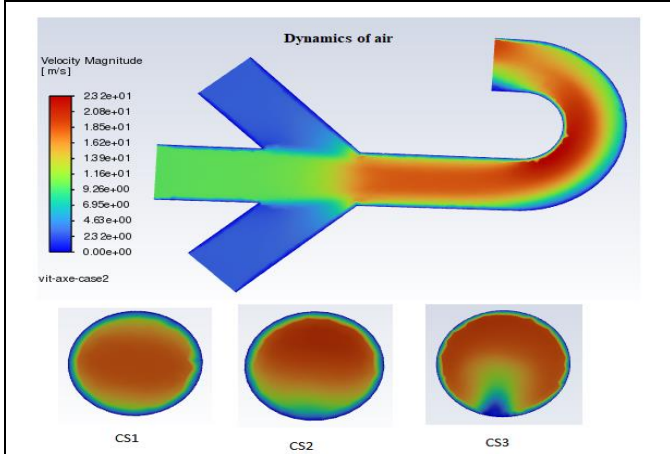 Dynamics of air
Velocity Magnitude
[ m/s ]
2.32e+01
2.08e+01
1.85e+01
1.62e+01
1.39e+01
1.16e+01
9.26e+00
6.95e+00
4.63e+00
2.32e+00
0.00e+00
vit-axe-case2
CS1
CS2
CS3